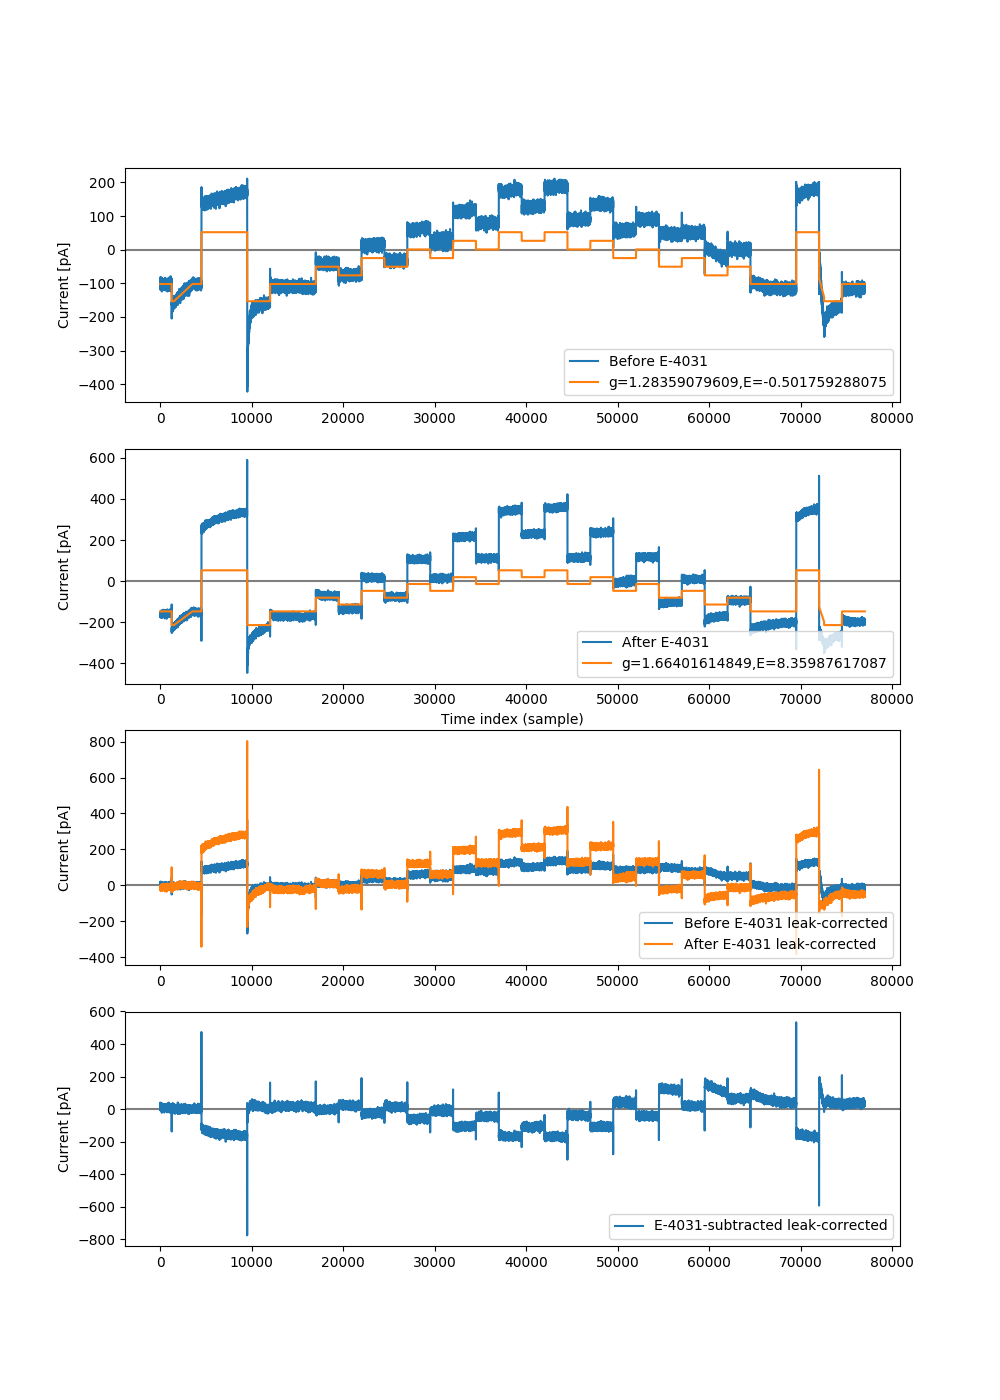 200
100
0
−100
−200
−300
−400
Current [pA]
Before E-4031
g=1.28359079609,E=-0.501759288075
0 10000 20000 30000 40000 50000 60000 70000 80000
600
400
200
0
−200
−400
Current [pA]
After E-4031
g=1.66401614849,E=8.35987617087
0 10000 20000 30000 40000 50000 60000 70000 80000
Time index (sample)
800
600
400
200
0
−200
−400
Current [pA]
Before E-4031 leak-corrected
After E-4031 leak-corrected
0 10000 20000 30000 40000 50000 60000 70000 80000
600
400
200
0
−200
−400
−600
−800
Current [pA]
E-4031-subtracted leak-corrected
0 10000 20000 30000 40000 50000 60000 70000 80000